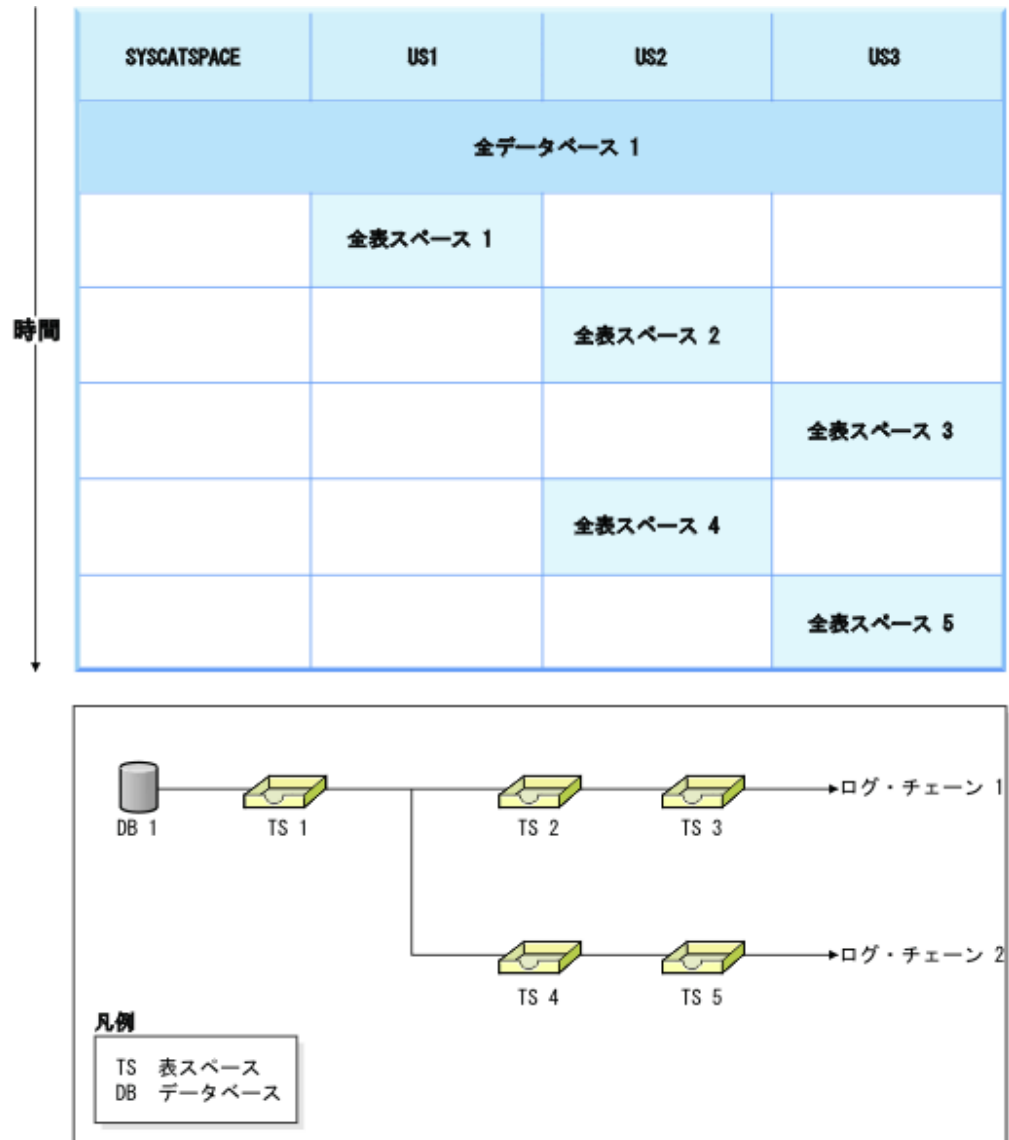 SYSCATSPACE US1 US2 US3
全データベース 1
全表スペース 1
全表スペース 2
時間
全表スペース 3
全表スペース 4
全表スペース 5
DB 1 TS 1 TS 2 TS 3 ログ・チェーン 1
TS 4 TS 5 ログ・チェーン 2
凡例
TS 表スペース
DB データベース